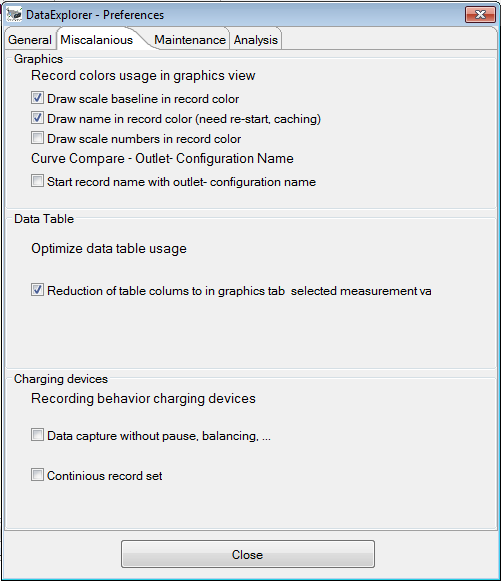 DataExplorer - Preferences
General Miscalanious Maintenance Analysis
Graphics
Record colors usage in graphics view
Draw scale baseline in record color
Draw name in record color (need re-start, caching)
Draw scale numbers in record color
Curve Compare - Outlet- Configuration Name
Start record name with outlet- configuration name
Data Table
Optimize data table usage
Reduction of table colums to in graphics tab  selected measurement va
Charging devices
Recording behavior charging devices
Data capture without pause, balancing, ...
Continious record set
Close